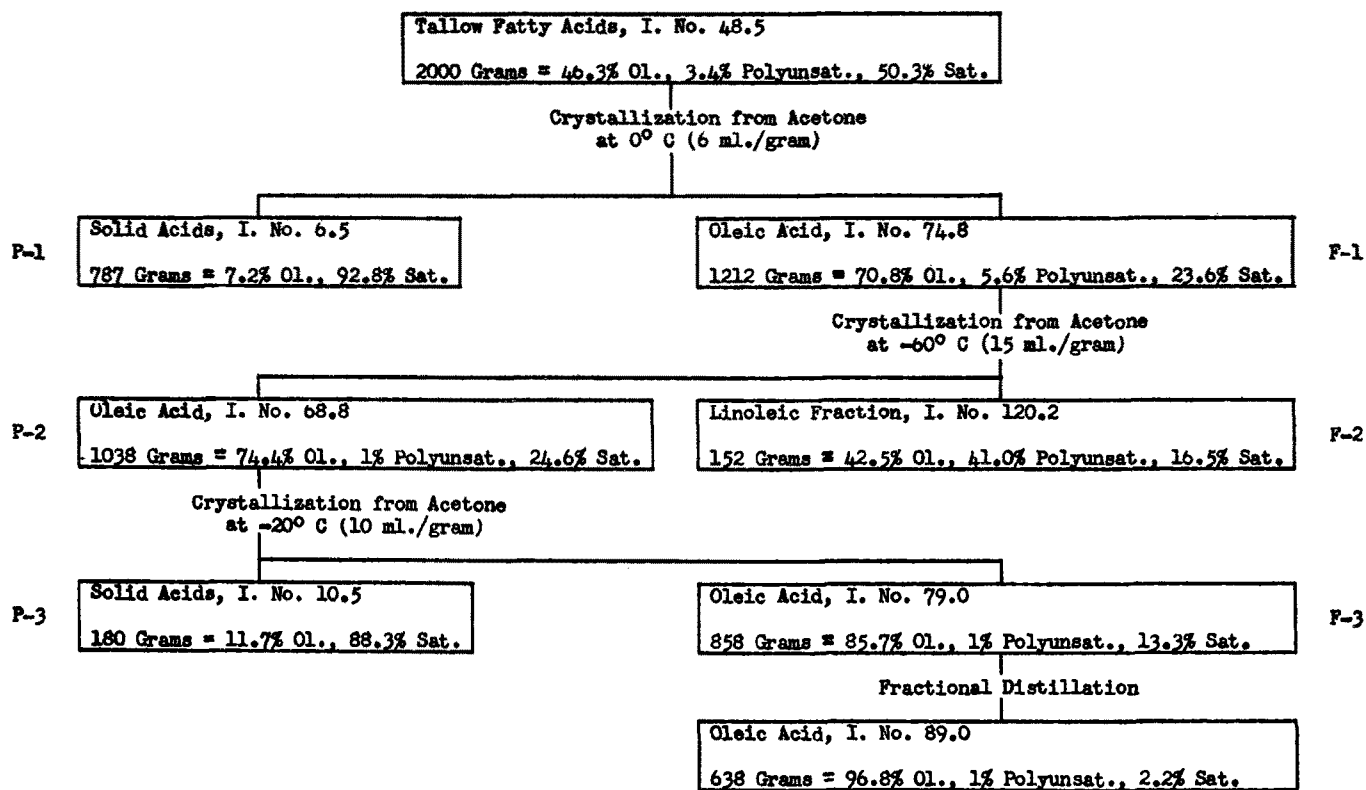 Tallow Fatty Acids, I. No. 48.5
2000 Grams = 46.3% Ol., 3.4% Polyunsat., 50.3% Sat.
Crystallization from Acetone
at 0° C (6 ml./gram)
P-1
Solid Acids, I. No. 6.5
787 Grams = 7.2% Ol., 92.8% Sat.
Oleic Acid, I. No. 74.8
1212 Grams = 70.8% Ol., 5.6% Polyunsat., 23.6% Sat.
F-1
Crystallization from Acetone
at -60° C (15 ml./gram)
P-2
Oleic Acid, I. No. 68.8
1038 Grams = 74.4% Ol., 1% Polyunsat., 24.6% Sat.
Linoleic Fraction, I. No. 120.2
152 Grams = 42.5% Ol., 41.0% Polyunsat., 16.5% Sat.
F-2
Crystallization from Acetone
at -20° C (10 ml./gram)
P-3
Solid Acids, I. No. 10.5
180 Grams = 11.7% Ol., 88.3% Sat.
Oleic Acid, I. No. 79.0
858 Grams = 85.7% Ol., 1% Polyunsat., 13.3% Sat.
F-3
Fractional Distillation
Oleic Acid, I. No. 89.0
638 Grams = 96.8% Ol., 1% Polyunsat., 2.2% Sat.